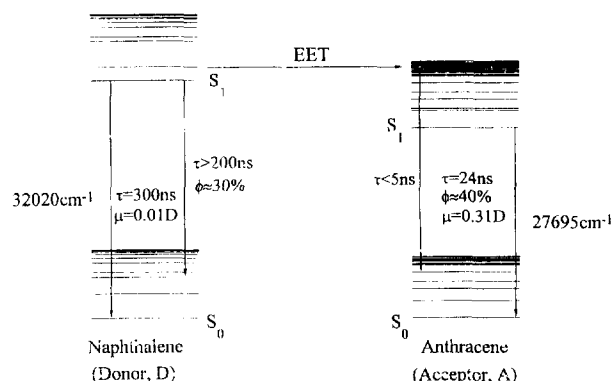 EET
S1
S1
τ>200ns
φ≈30%
32020cm-1
τ=300ns
μ=0.01D
τ<5ns
τ=24ns
φ≈40%
μ=0.31D
27695cm-1
S0
S0
Naphthalene
(Donor, D)
Anthracene
(Acceptor, A)